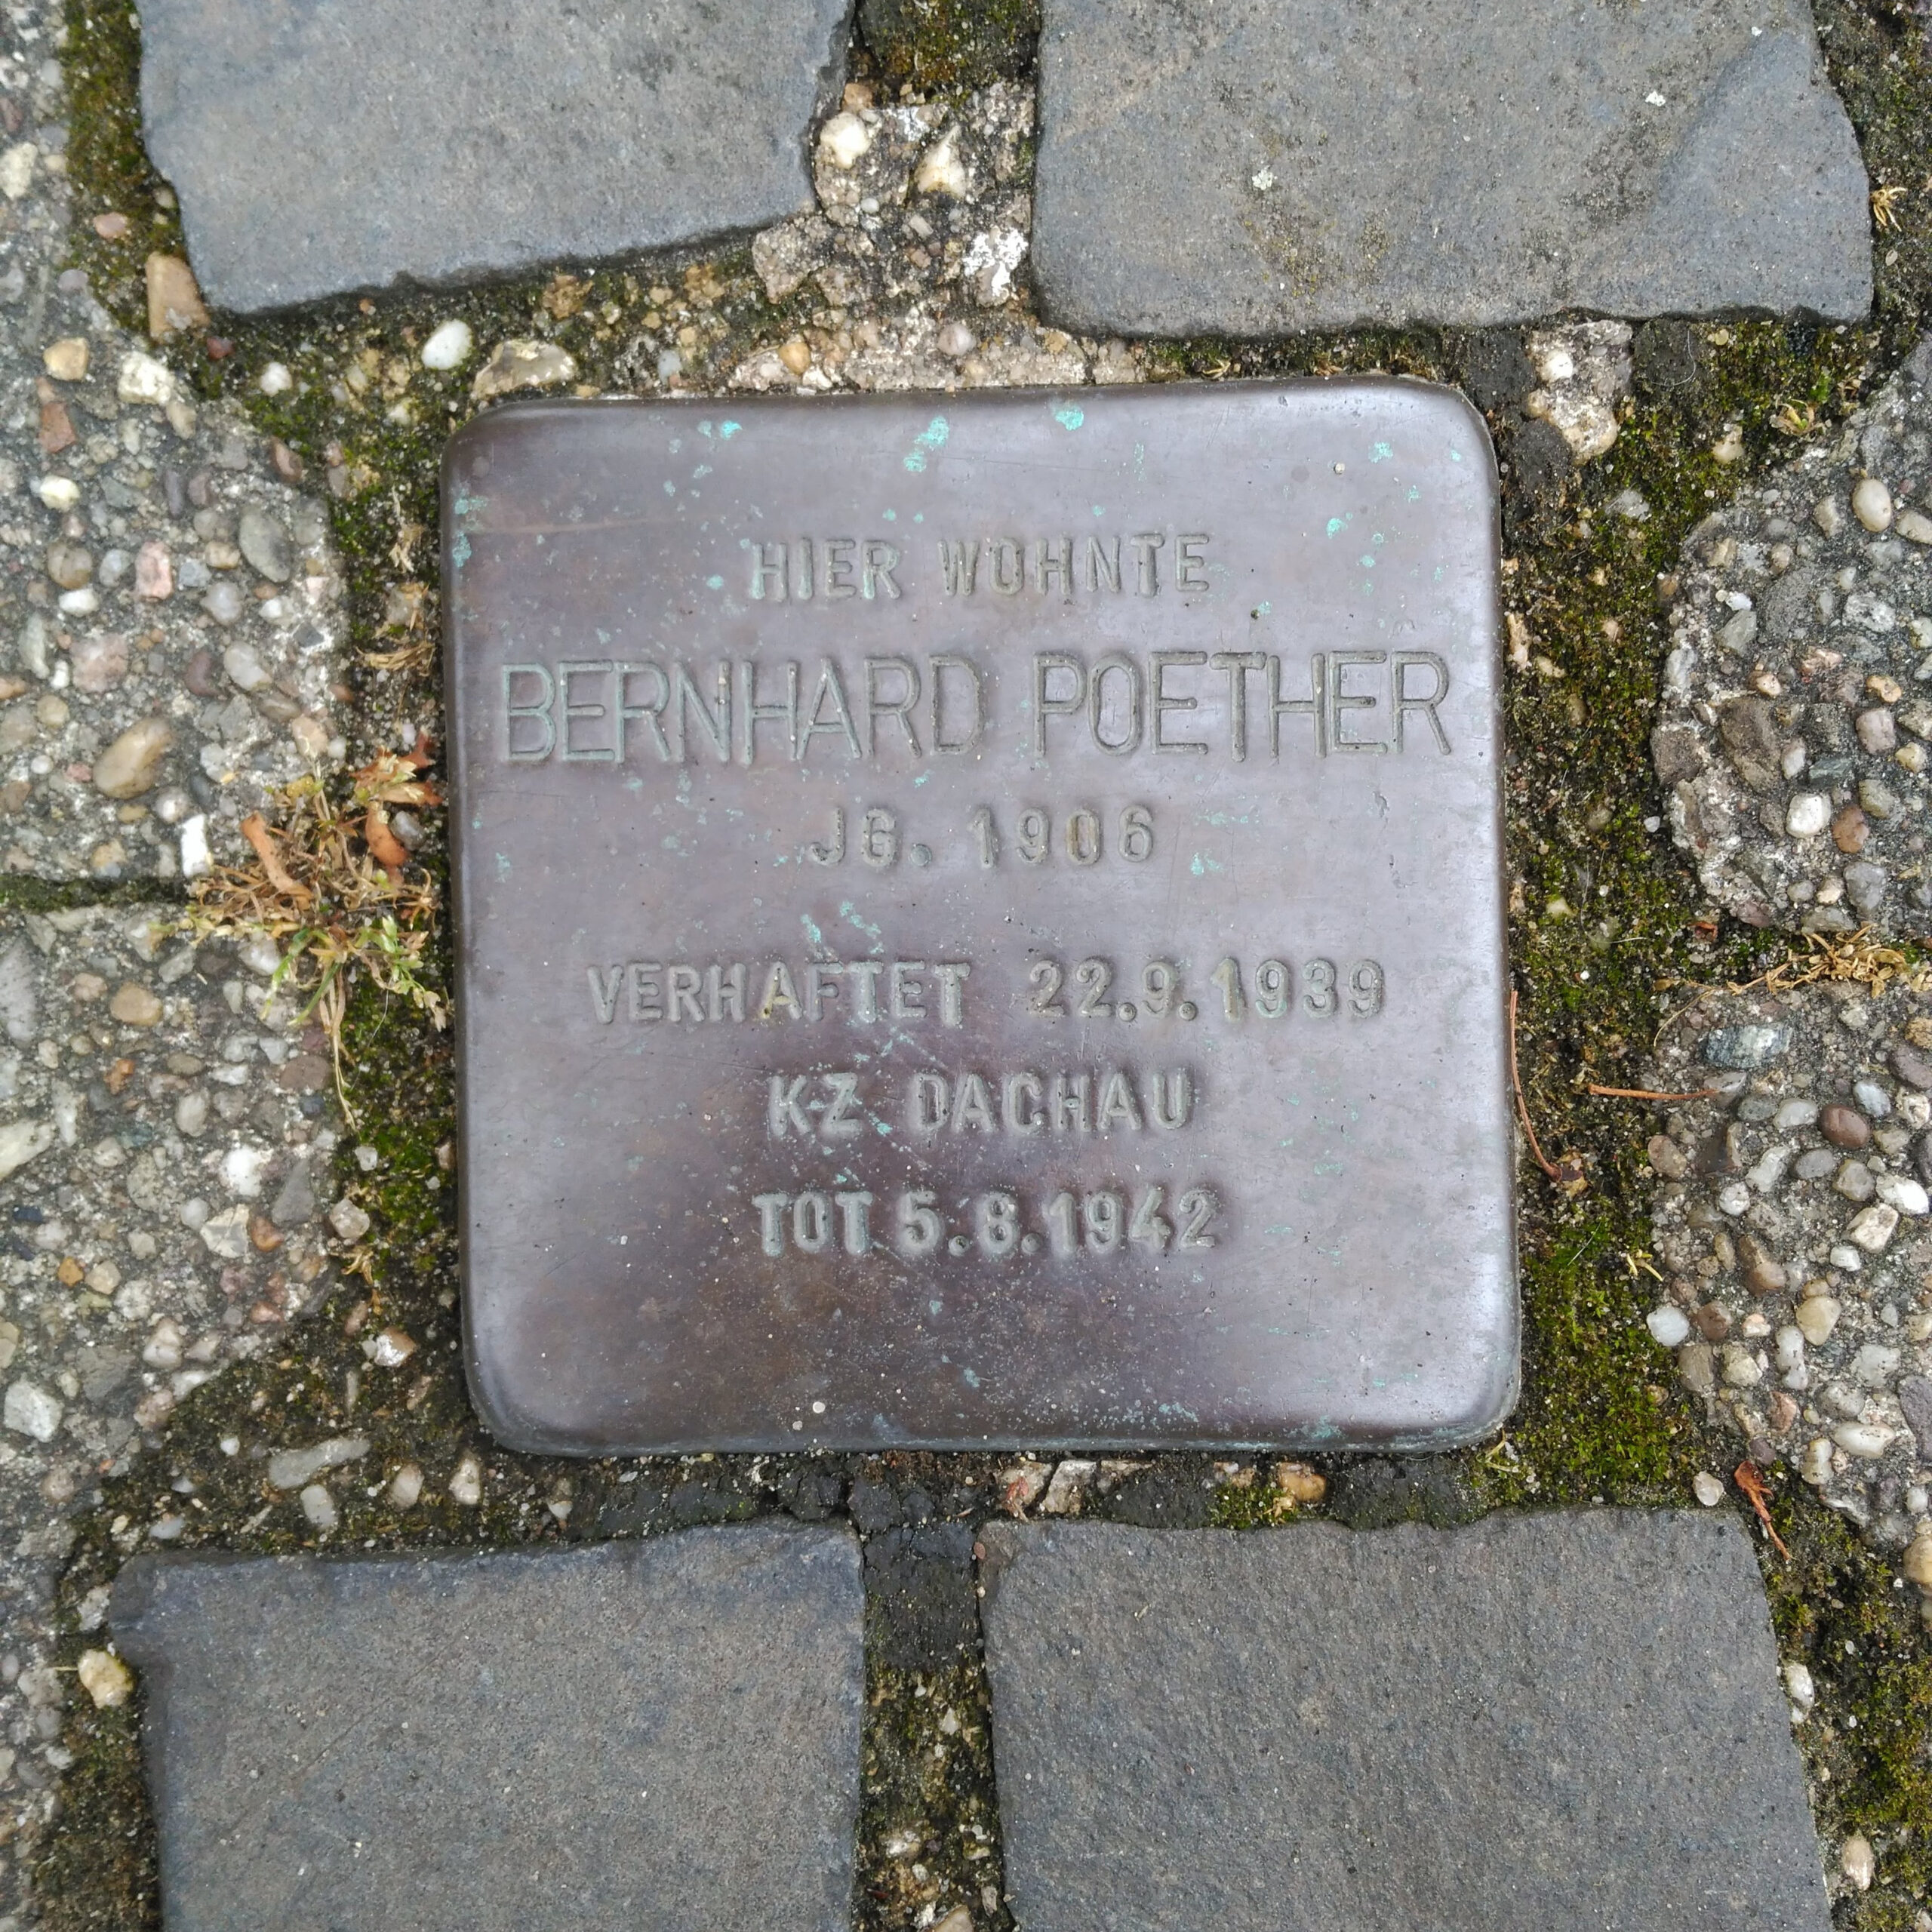 HIER WOHNTE
BERNHARD POETHER
JG. 1906
VERHAFTET 22.9.1939
KZ DACHAU
TOT 5.8.1942